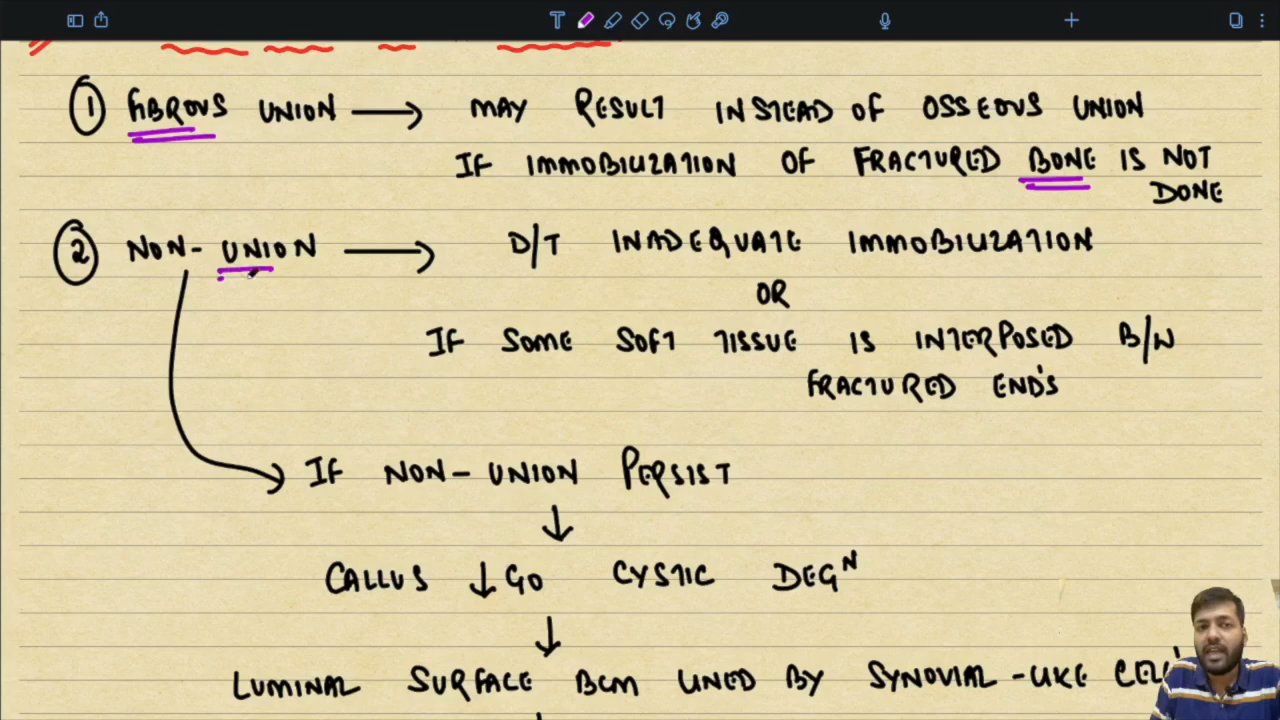 ① FIBROUS UNION → MAY RESULT INSTEAD OF OSSEOUS UNION
IF IMMOBILIZATION OF FRACTURED BONE IS NOT
DONE
② NON-UNION → D/T INADEQUATE IMMOBILIZATION
OR
IF SOME SOFT TISSUE IS INTERPOSED B/W
FRACTURED END'S
→ IF NON-UNION PERSIST
↓
CALLUS ↓GO CYSTIC DEGᴺ
↓
LUMINAL SURFACE BCM LINED BY SYNOVIAL-LIKE CELL'S